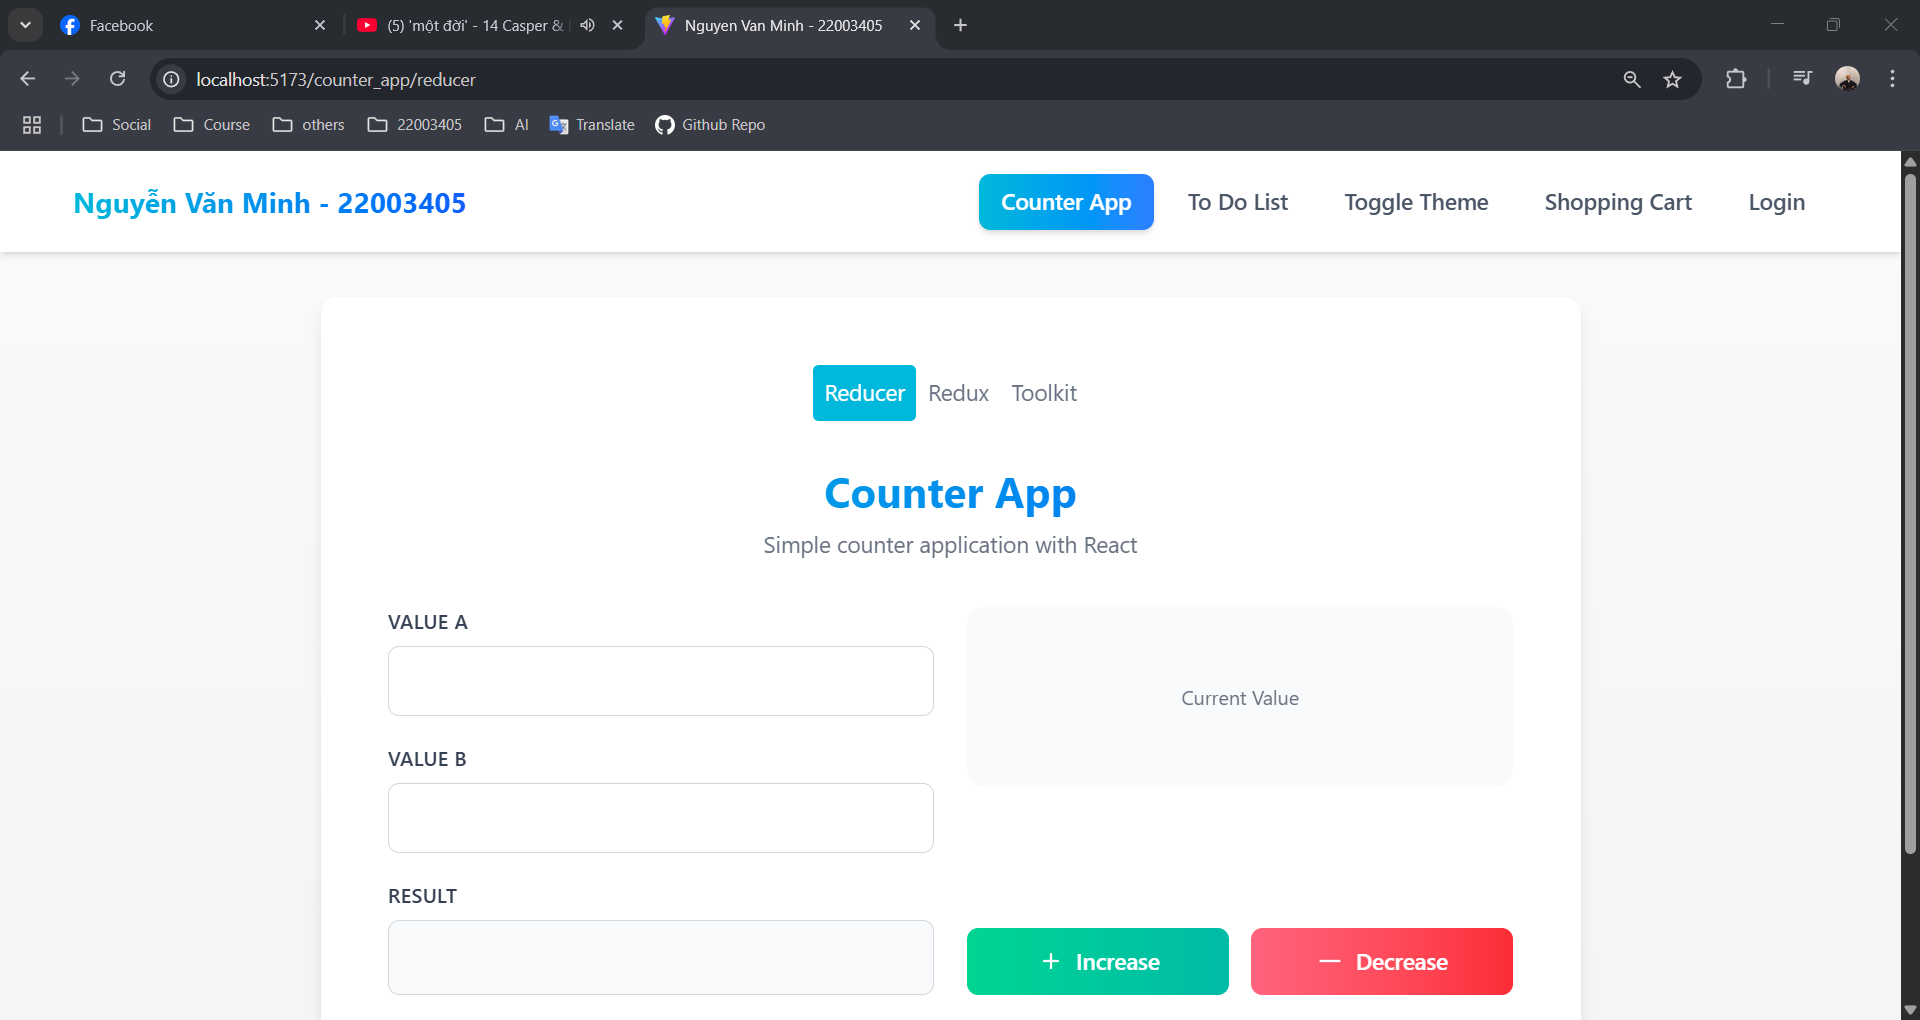 Facebook
(5) 'một đời' - 14 Casper &
Nguyen Van Minh - 22003405
localhost:5173/counter_app/reducer
Social
Course
others
22003405
AI
Translate
Github Repo
Nguyễn Văn Minh - 22003405
Counter App
To Do List
Toggle Theme
Shopping Cart
Login
Reducer
Redux
Toolkit
Counter App
Simple counter application with React
VALUE A
Current Value
VALUE B
RESULT
+ Increase
— Decrease